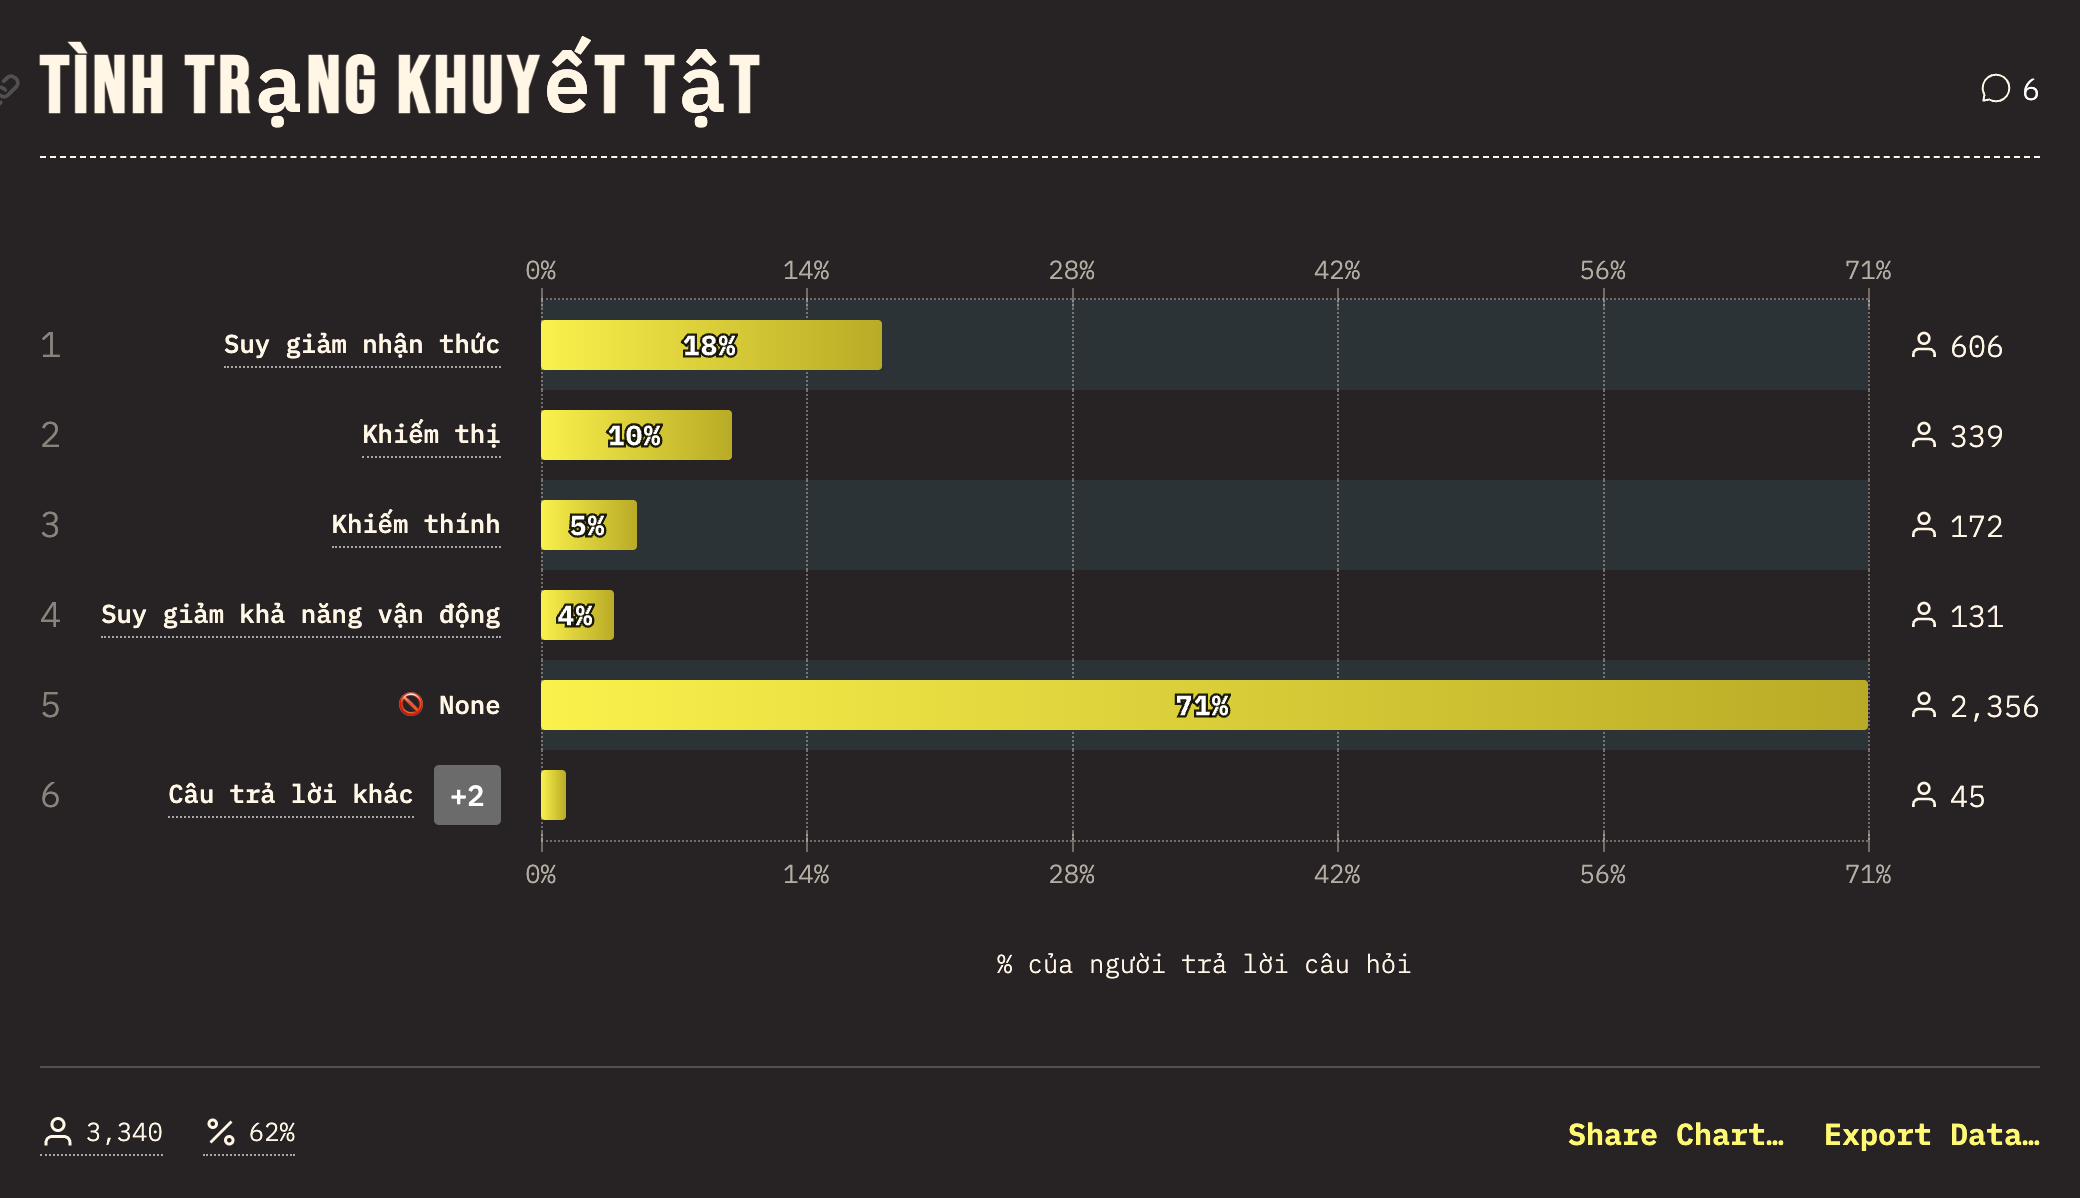 TÌNH TRạNG KHUYếT TậT
6
0% 14% 28% 42% 56% 71%
1 Suy giảm nhận thức 18% 606
2 Khiếm thị 10% 339
3 Khiếm thính 5% 172
4 Suy giảm khả năng vận động 4% 131
5 🚫 None 71% 2,356
6 Câu trả lời khác +2 45
0% 14% 28% 42% 56% 71%
% của người trả lời câu hỏi
3,340 62% Share Chart… Export Data…